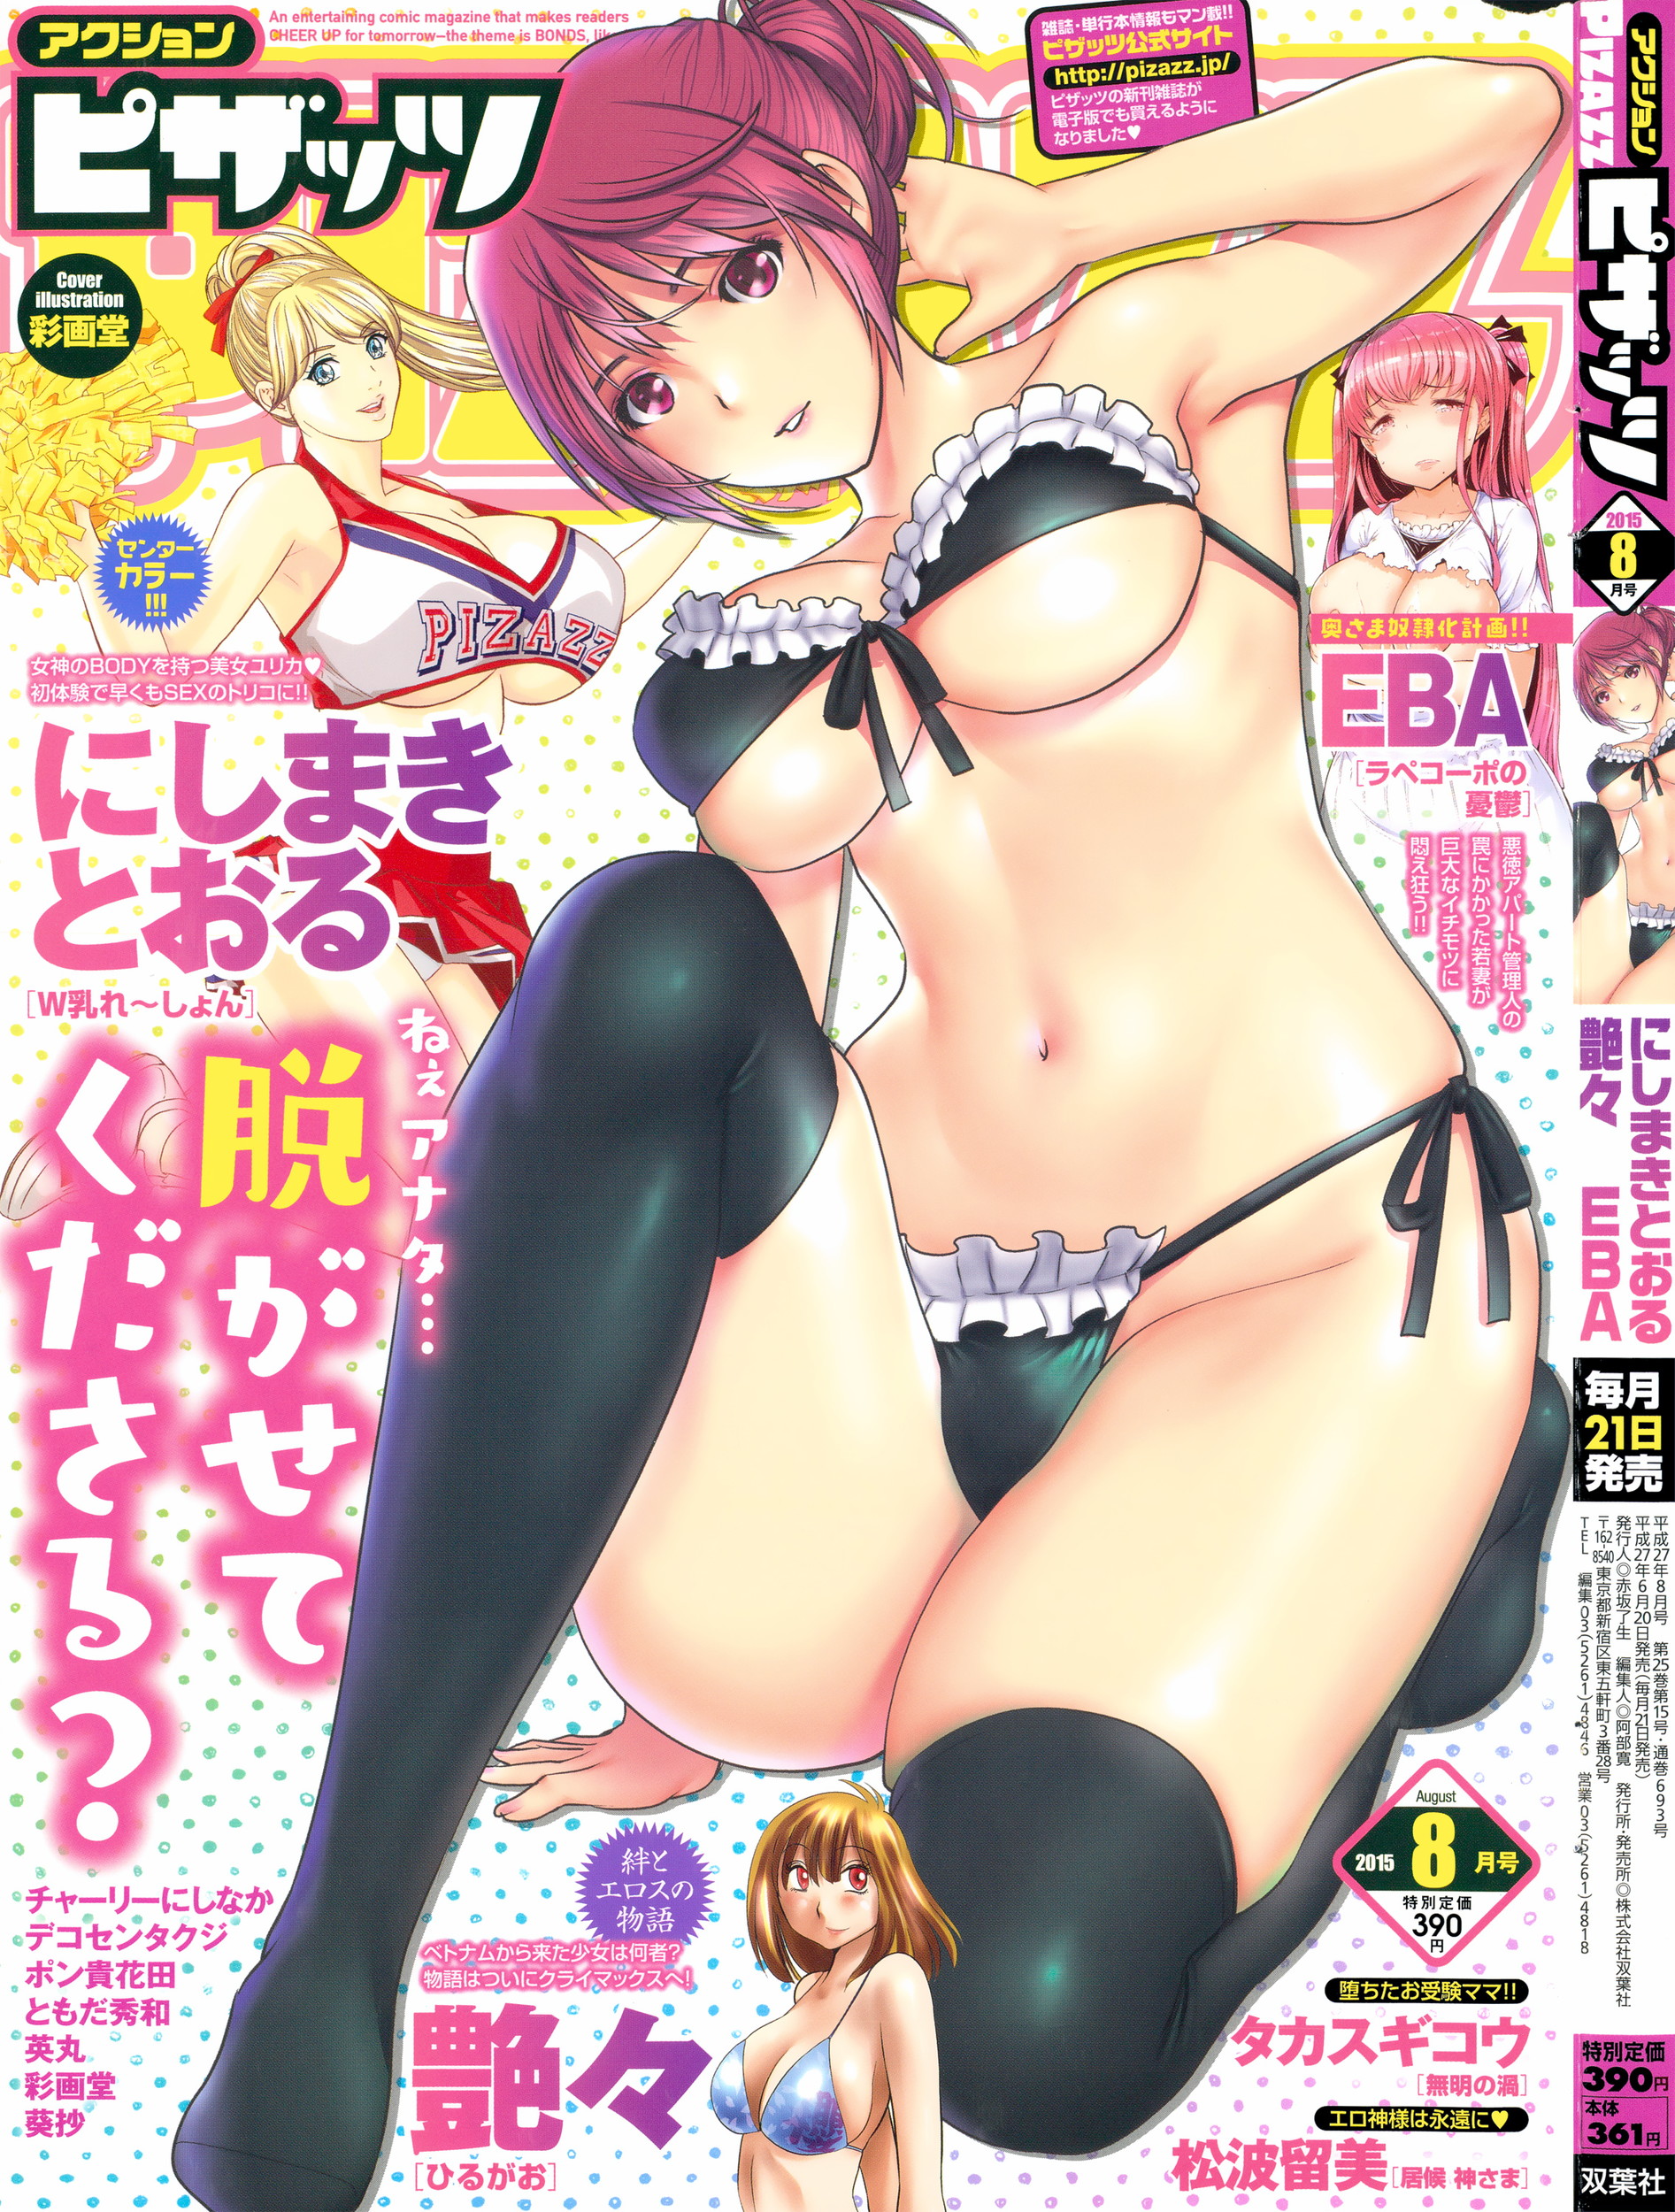 アクション
ピザッツ
An entertaining comic magazine that makes readers
CHEER UP for tomorrow–the theme is BONDS,
雑誌・単行本情報もマン載!!
ピザッツ公式サイト
http://pizazz.jp/
ピザッツの新刊雑誌が
電子版でも買えるように
なりました♥
Cover
illustration
彩画堂
センター
カラー
!!!
PIZAZZ
女神のBODYを持つ美女ユリカ♥
初体験で早くもSEXのトリコに!!
にしまき
とおる
[W乳れ〜しょん]
ねぇアナタ…
脱がせて
くださる?
奥さま奴隷化計画!!
EBA
[ラペコーポの
憂鬱]
悪徳アパート管理人の
罠にかかった若妻が
巨大なイチモツに
悶え狂う!!
チャーリーにしなか
デコセンタクジ
ポン貴花田
ともだ秀和
英丸
彩画堂
葵抄
絆と
エロスの
物語
ベトナムから来た少女は何者?
物語はついにクライマックスへ!
艶々
[ひるがお]
August
2015 8月号
特別定価
390
円
堕ちたお受験ママ!!
タカスギコウ
[無明の渦]
エロ神様は永遠に♥
松波留美[居候 神さま]
アクション
PIZAZZ
ピザッツ
2015
8
月号
にしまきとおる
艶々 EBA
毎月
21日
発売
平成27年8月号 第25巻第15号・通巻693号
平成27年6月20日発売(毎月21日発売)
発行人◎赤坂了生 編集人◎阿部寛 発行所・発売所◎株式会社双葉社
〒162-8540 東京都新宿区東五軒町3番28号
TEL 編集03(5261)4846 営業03(5261)4818
特別定価
390円
本体
361円
双葉社